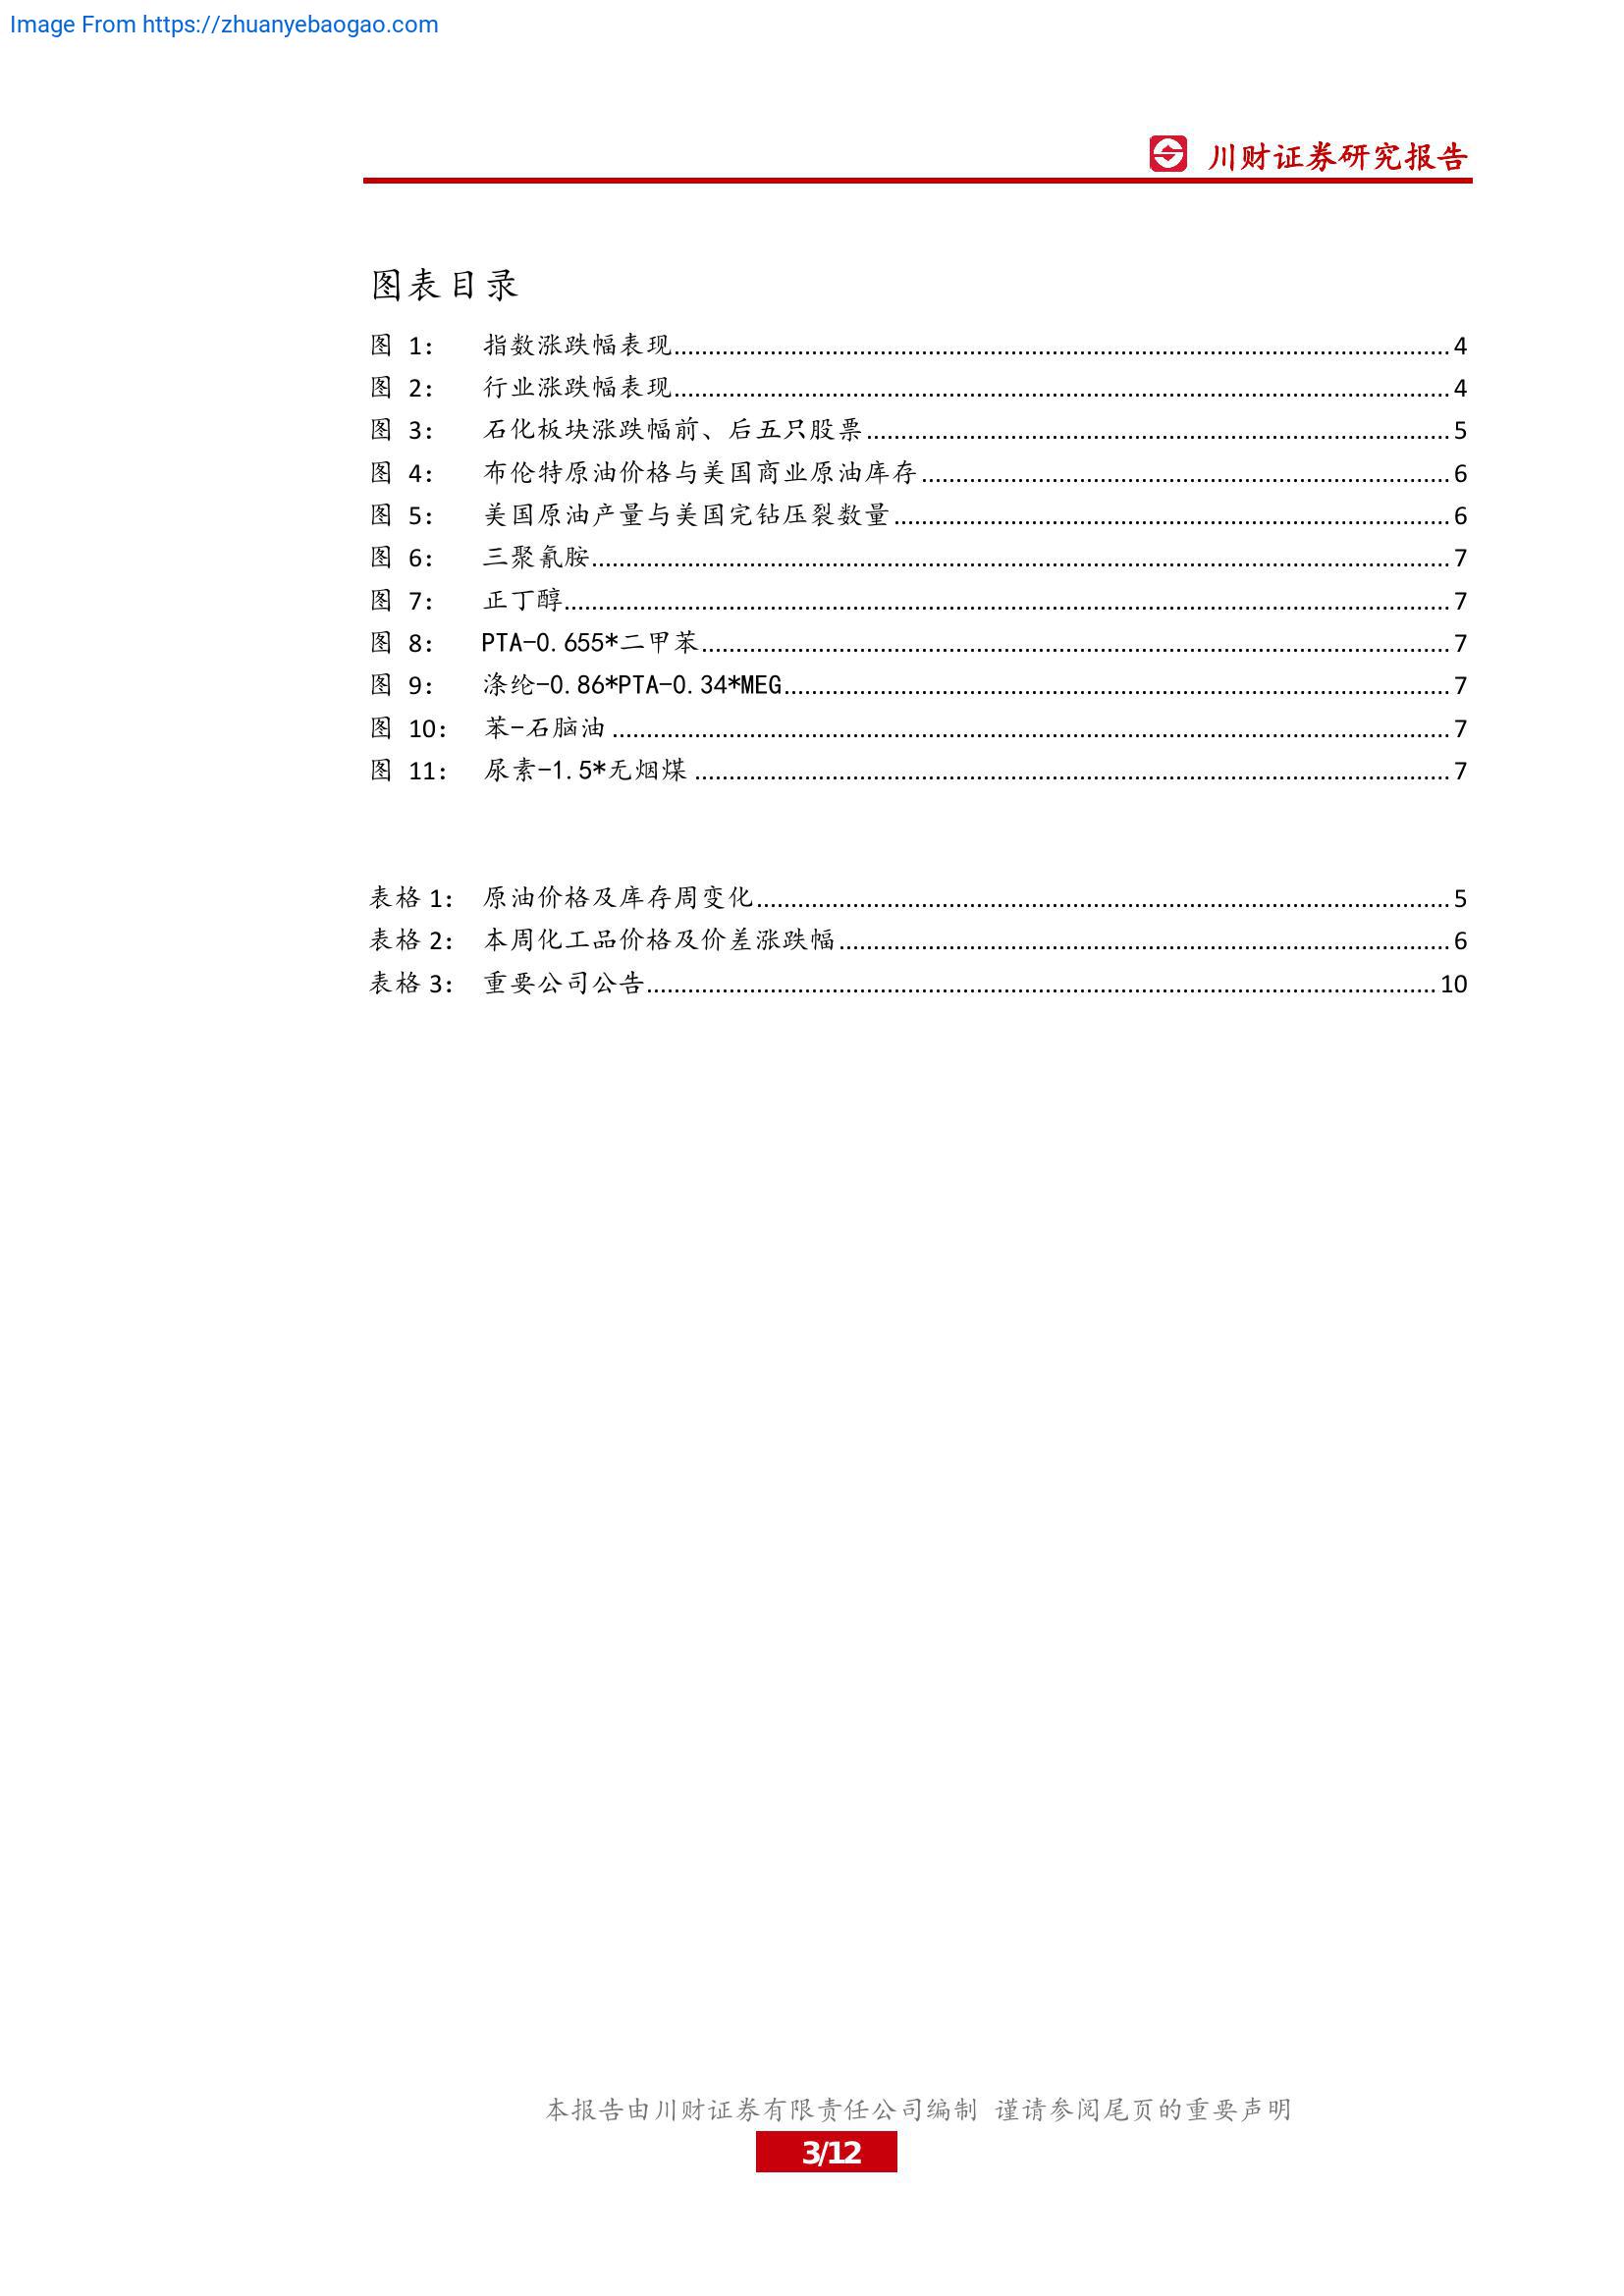 Image From https://zhuanyebaogao.com
川财证券研究报告
图表目录
图 1： 指数涨跌幅表现 4
图 2： 行业涨跌幅表现 4
图 3： 石化板块涨跌幅前、后五只股票 5
图 4： 布伦特原油价格与美国商业原油库存 6
图 5： 美国原油产量与美国完钻压裂数量 6
图 6： 三聚氰胺 7
图 7： 正丁醇 7
图 8： PTA-0.655*二甲苯 7
图 9： 涤纶-0.86*PTA-0.34*MEG 7
图 10： 苯-石脑油 7
图 11： 尿素-1.5*无烟煤 7
表格 1： 原油价格及库存周变化 5
表格 2： 本周化工品价格及价差涨跌幅 6
表格 3： 重要公司公告 10
本报告由川财证券有限责任公司编制 谨请参阅尾页的重要声明
3/12